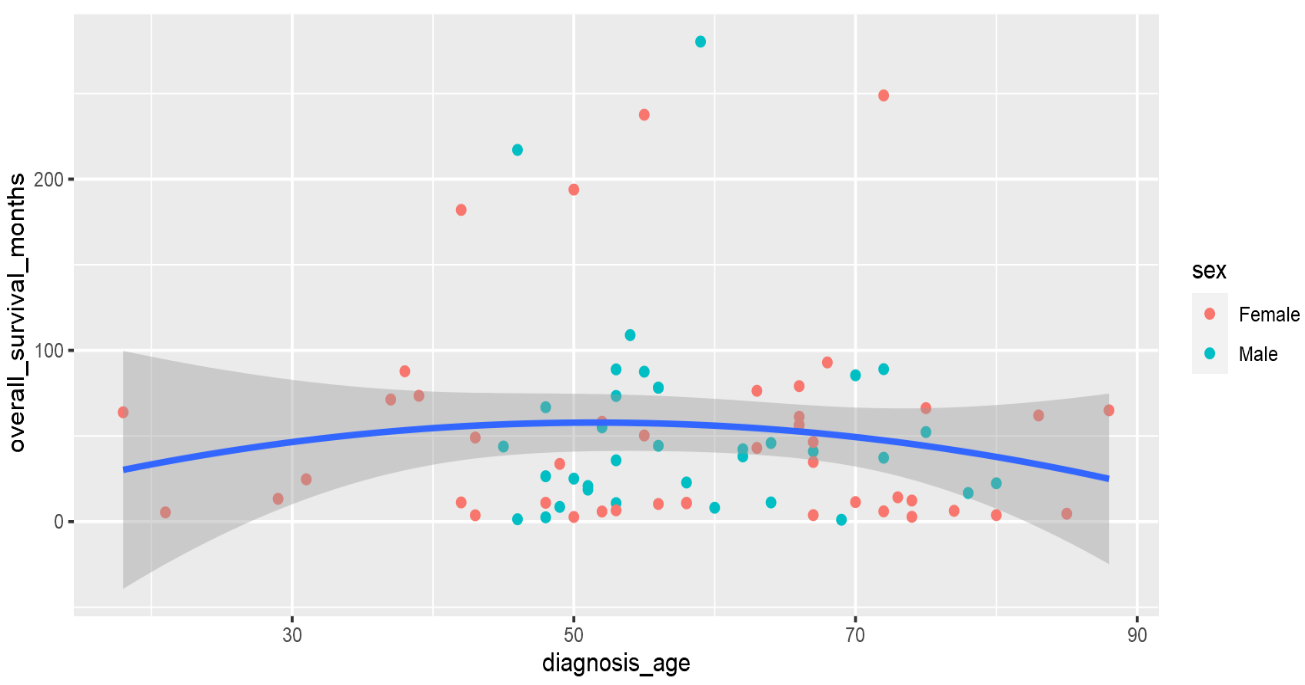 overall_survival_months
200
100
0
30
50
70
90
diagnosis_age
sex
Female
Male